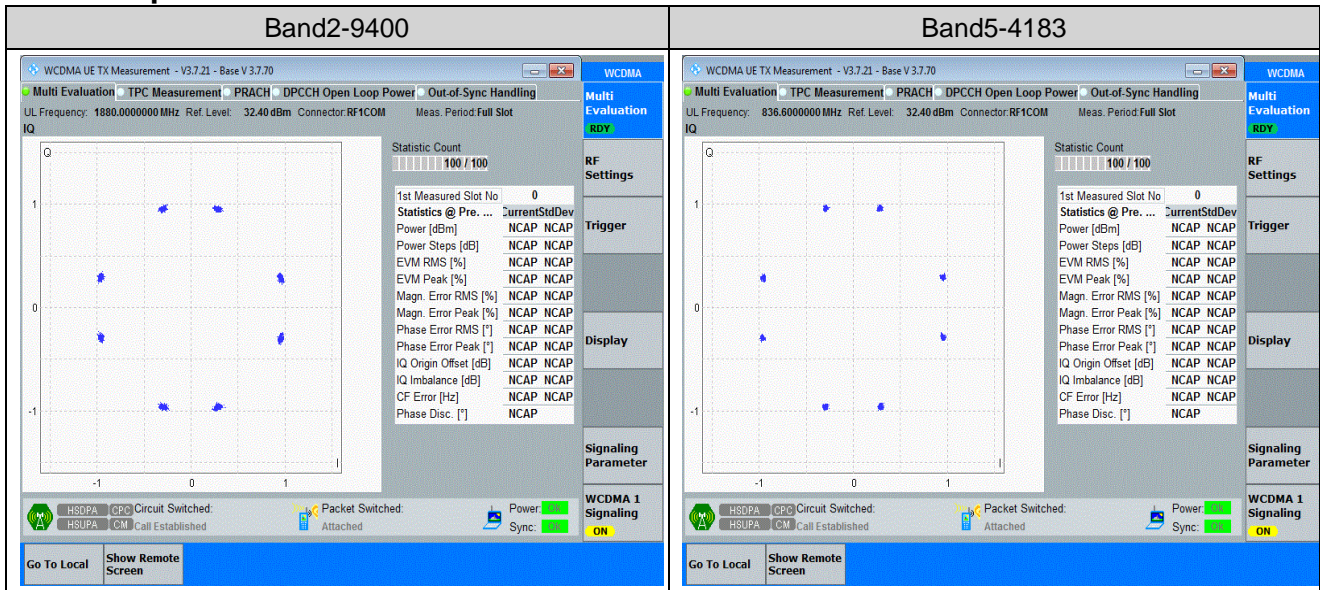 Band2-9400
Band5-4183
WCDMA UE TX Measurement - V3.7.21 - Base V 3.7.70
WCDMA
Multi Evaluation TPC Measurement PRACH DPCCH Open Loop Power Out-of-Sync Handling
UL Frequency: 1880.0000000 MHz Ref. Level: 32.40 dBm Connector: RF1COM Meas. Period: Full Slot
IQ
Q
1
0
-1
-1 0 1
I
Statistic Count
100 / 100
1st Measured Slot No 0
Statistics @ Pre. ... CurrentStdDev
Power [dBm] NCAP NCAP
Power Steps [dB] NCAP NCAP
EVM RMS [%] NCAP NCAP
EVM Peak [%] NCAP NCAP
Magn. Error RMS [%] NCAP NCAP
Magn. Error Peak [%] NCAP NCAP
Phase Error RMS [°] NCAP NCAP
Phase Error Peak [°] NCAP NCAP
IQ Origin Offset [dB] NCAP NCAP
IQ Imbalance [dB] NCAP NCAP
CF Error [Hz] NCAP NCAP
Phase Disc. [°] NCAP
Multi
Evaluation
RDY
RF
Settings
Trigger
Display
Signaling
Parameter
WCDMA 1
Signaling
ON
HSDPA CPC Circuit Switched: Packet Switched: Power: Ok
HSUPA CM Call Established Attached Sync: Ok
Go To Local
Show Remote
Screen
WCDMA UE TX Measurement - V3.7.21 - Base V 3.7.70
WCDMA
Multi Evaluation TPC Measurement PRACH DPCCH Open Loop Power Out-of-Sync Handling
UL Frequency: 836.6000000 MHz Ref. Level: 32.40 dBm Connector: RF1COM Meas. Period: Full Slot
IQ
Q
1
0
-1
-1 0 1
I
Statistic Count
100 / 100
1st Measured Slot No 0
Statistics @ Pre. ... CurrentStdDev
Power [dBm] NCAP NCAP
Power Steps [dB] NCAP NCAP
EVM RMS [%] NCAP NCAP
EVM Peak [%] NCAP NCAP
Magn. Error RMS [%] NCAP NCAP
Magn. Error Peak [%] NCAP NCAP
Phase Error RMS [°] NCAP NCAP
Phase Error Peak [°] NCAP NCAP
IQ Origin Offset [dB] NCAP NCAP
IQ Imbalance [dB] NCAP NCAP
CF Error [Hz] NCAP NCAP
Phase Disc. [°] NCAP
Multi
Evaluation
RDY
RF
Settings
Trigger
Display
Signaling
Parameter
WCDMA 1
Signaling
ON
HSDPA CPC Circuit Switched: Packet Switched: Power: Ok
HSUPA CM Call Established Attached Sync: Ok
Go To Local
Show Remote
Screen